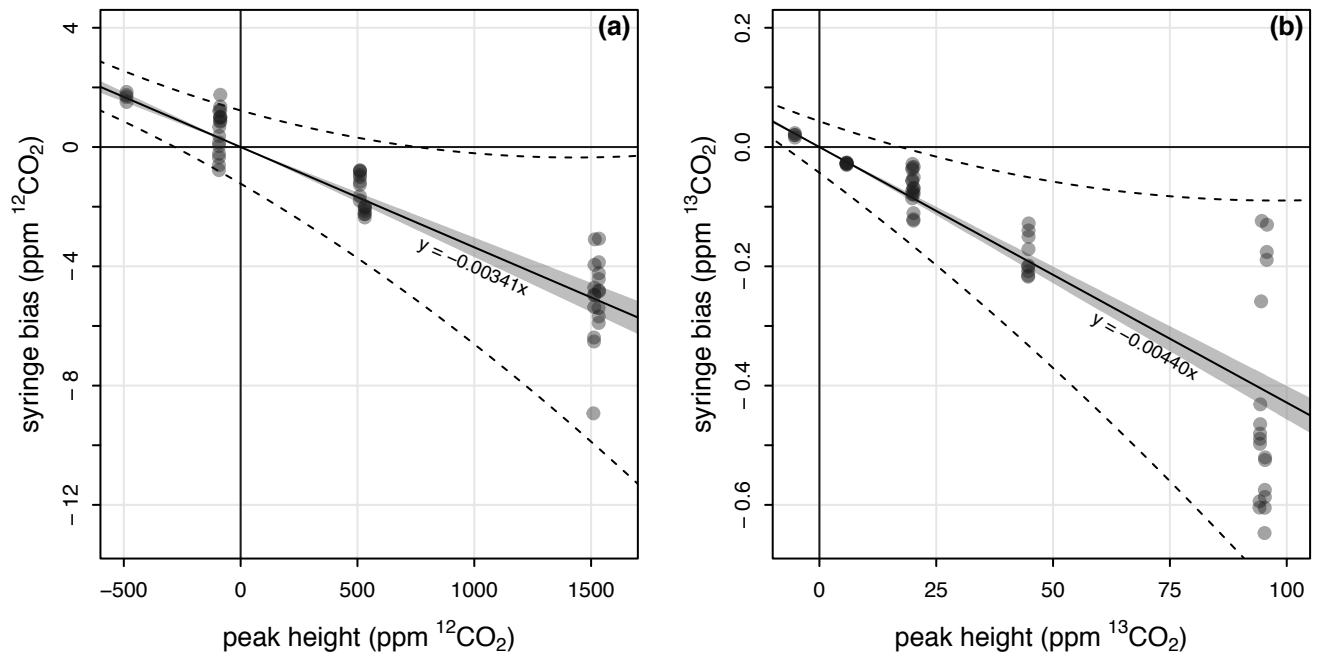 (a)
4
0
− 4
− 8
− 12
syringe bias (ppm ¹²CO₂)
y = −0.00341x
−500
0
500
1000
1500
peak height (ppm ¹²CO₂)
(b)
0.2
0.0
− 0.2
− 0.4
− 0.6
syringe bias (ppm ¹³CO₂)
y = −0.00440x
0
25
50
75
100
peak height (ppm ¹³CO₂)